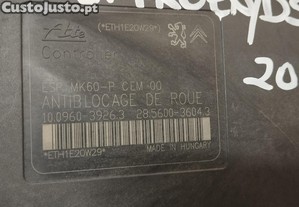 CustoJusto.pt
Ate
*ETH1E20W29*
ESP-MK60-P CEM-00
ANTIBLOCAGE DE ROUE
10.0960-3926.3 28.5600-3604.3
*ETH1E20W29*
MADE IN HUNGARY
20